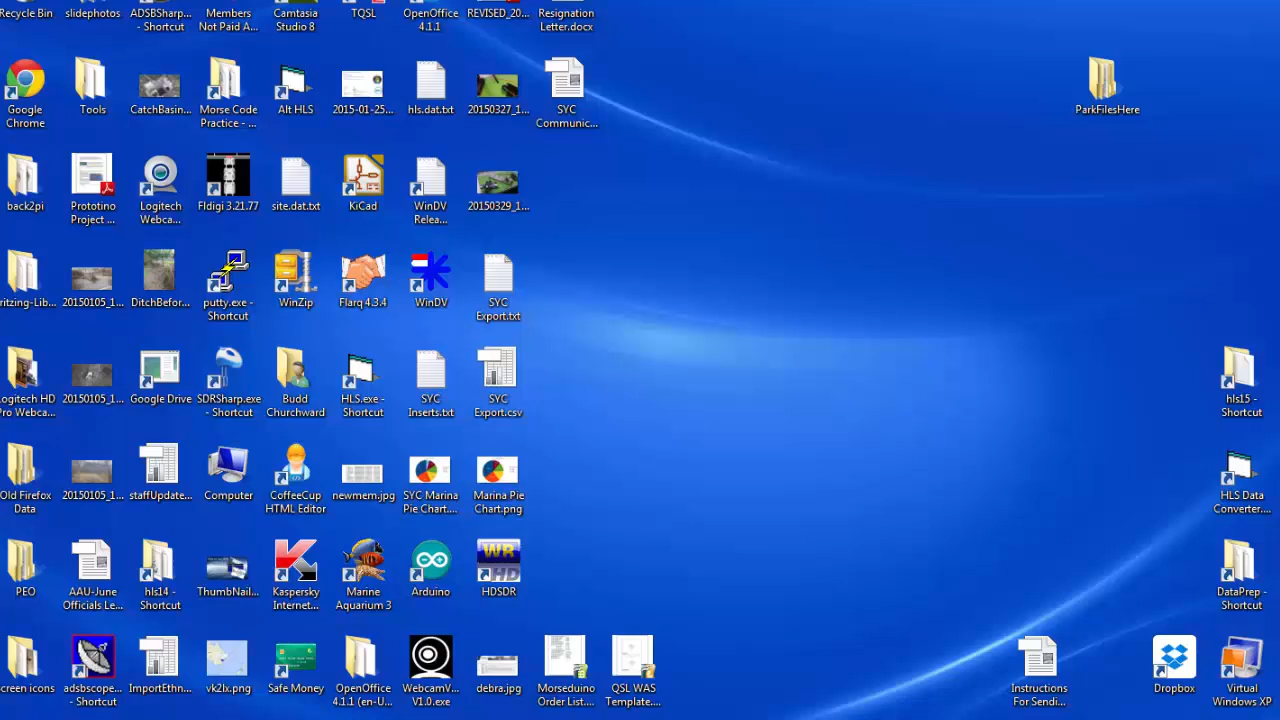 Recycle Bin
slidephotos
ADSBSharp...
- Shortcut
Members
Not Paid A...
Camtasia
Studio 8
TQSL
OpenOffice
4.1.1
REVISED_20...
Resignation
Letter.docx
Google
Chrome
Tools
CatchBasin...
Morse Code
Practice - ...
Alt HLS
2015-01-25...
hls.dat.txt
20150327_1...
SYC
Communic...
ParkFilesHere
back2pi
Prototino
Project ...
Logitech
Webca...
Fldigi 3.21.77
site.dat.txt
KiCad
WinDV
Relea...
20150329_1...
ritzing-Lib...
20150105_1...
DitchBefor...
putty.exe -
Shortcut
WinZip
Flarq 4.3.4
WinDV
SYC
Export.txt
Logitech HD
Pro Webca...
20150105_1...
Google Drive
SDRSharp.exe
- Shortcut
Budd
Churchward
HLS.exe -
Shortcut
SYC
Inserts.txt
SYC
Export.csv
hls15 -
Shortcut
Old Firefox
Data
20150105_1...
staffUpdate...
Computer
CoffeeCup
HTML Editor
newmem.jpg
SYC Marina
Pie Chart....
Marina Pie
Chart.png
HLS Data
Converter....
PEO
AAU-June
Officials Le...
hls14 -
Shortcut
ThumbNail...
Kaspersky
Internet...
Marine
Aquarium 3
Arduino
WR
HD
HDSDR
DataPrep -
Shortcut
creen icons
adsbscope...
- Shortcut
ImportEthn...
vk2lx.png
Safe Money
OpenOffice
4.1.1 (en-U...
WebcamV...
V1.0.exe
debra.jpg
Morseduino
Order List....
QSL WAS
Template....
Instructions
For Sendi...
Dropbox
Virtual
Windows XP